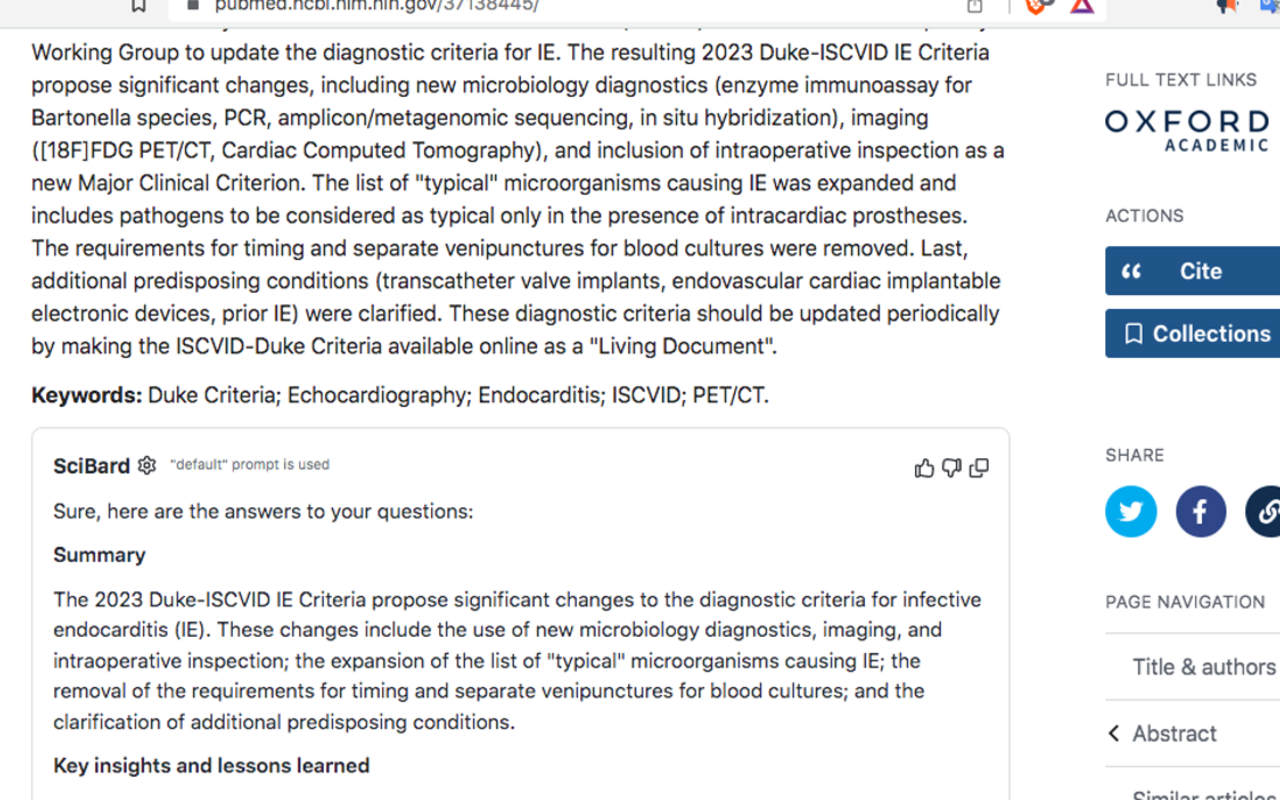 pubmed.ncbi.nlm.nih.gov/37138445/
Working Group to update the diagnostic criteria for IE. The resulting 2023 Duke-ISCVID IE Criteria
propose significant changes, including new microbiology diagnostics (enzyme immunoassay for
Bartonella species, PCR, amplicon/metagenomic sequencing, in situ hybridization), imaging
([18F]FDG PET/CT, Cardiac Computed Tomography), and inclusion of intraoperative inspection as a
new Major Clinical Criterion. The list of "typical" microorganisms causing IE was expanded and
includes pathogens to be considered as typical only in the presence of intracardiac prostheses.
The requirements for timing and separate venipunctures for blood cultures were removed. Last,
additional predisposing conditions (transcatheter valve implants, endovascular cardiac implantable
electronic devices, prior IE) were clarified. These diagnostic criteria should be updated periodically
by making the ISCVID-Duke Criteria available online as a "Living Document".
Keywords: Duke Criteria; Echocardiography; Endocarditis; ISCVID; PET/CT.
SciBard "default" prompt is used
Sure, here are the answers to your questions:
Summary
The 2023 Duke-ISCVID IE Criteria propose significant changes to the diagnostic criteria for infective
endocarditis (IE). These changes include the use of new microbiology diagnostics, imaging, and
intraoperative inspection; the expansion of the list of "typical" microorganisms causing IE; the
removal of the requirements for timing and separate venipunctures for blood cultures; and the
clarification of additional predisposing conditions.
Key insights and lessons learned
FULL TEXT LINKS
OXFORD
ACADEMIC
ACTIONS
Cite
Collections
SHARE
PAGE NAVIGATION
Title & authors
Abstract
Similar articles